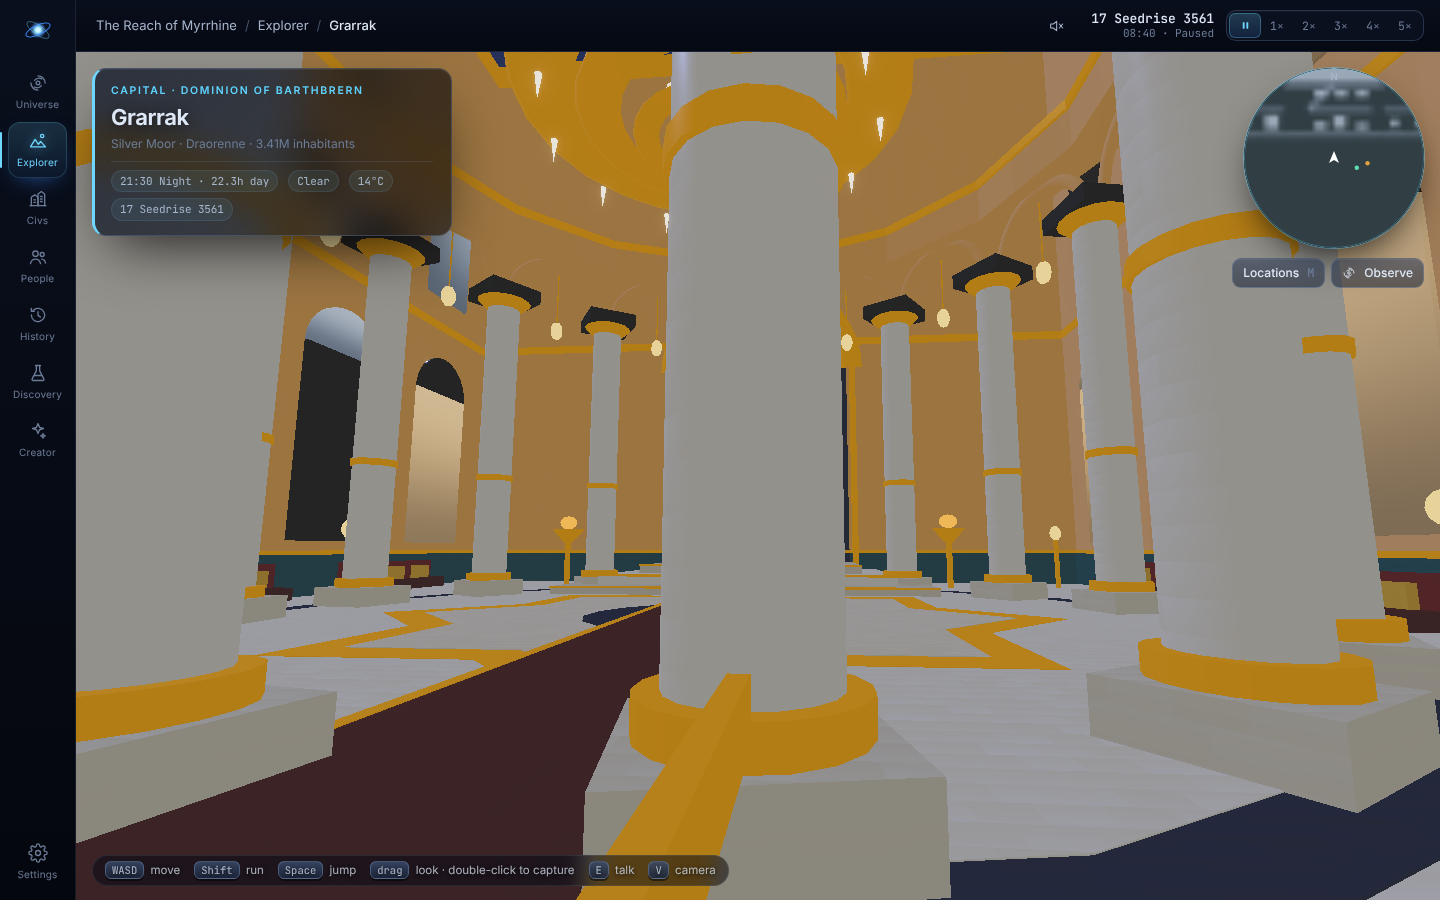 The Reach of Myrrhine / Explorer / Grarrak
17 Seedrise 3561
08:40 · Paused
1× 2× 3× 4× 5×
Universe
Explorer
Civs
People
History
Discovery
Creator
Settings
CAPITAL · DOMINION OF BARTHBRERN
Grarrak
Silver Moor · Draorenne · 3.41M inhabitants
21:30 Night · 22.3h day
Clear
14°C
17 Seedrise 3561
N
Locations M
Observe
WASD move Shift run Space jump drag look · double-click to capture E talk V camera